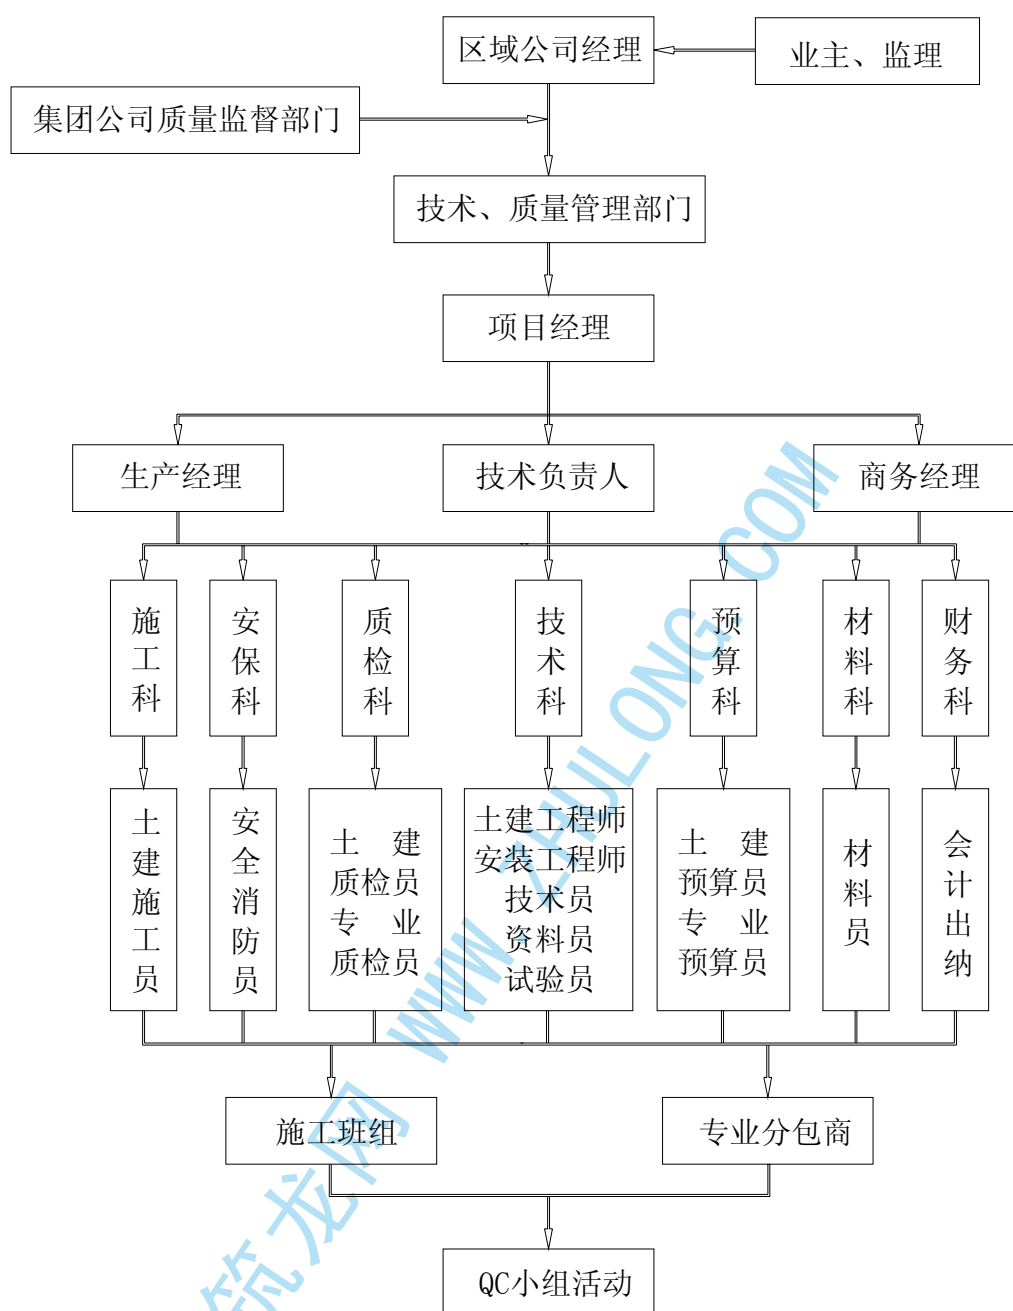 区域公司经理
业主、监理
集团公司质量监督部门
技术、质量管理部门
项目经理
生产经理
技术负责人
商务经理
施工科
安保科
质检科
技术科
预算科
材料科
财务科
土建施工员
安全消防员
土 建
质检员
专 业
质检员
土建工程师
安装工程师
技术员
资料员
试验员
土 建
预算员
专 业
预算员
材料员
会计出纳
施工班组
专业分包商
QC小组活动
筑龙网 WWW.ZHULONG.COM